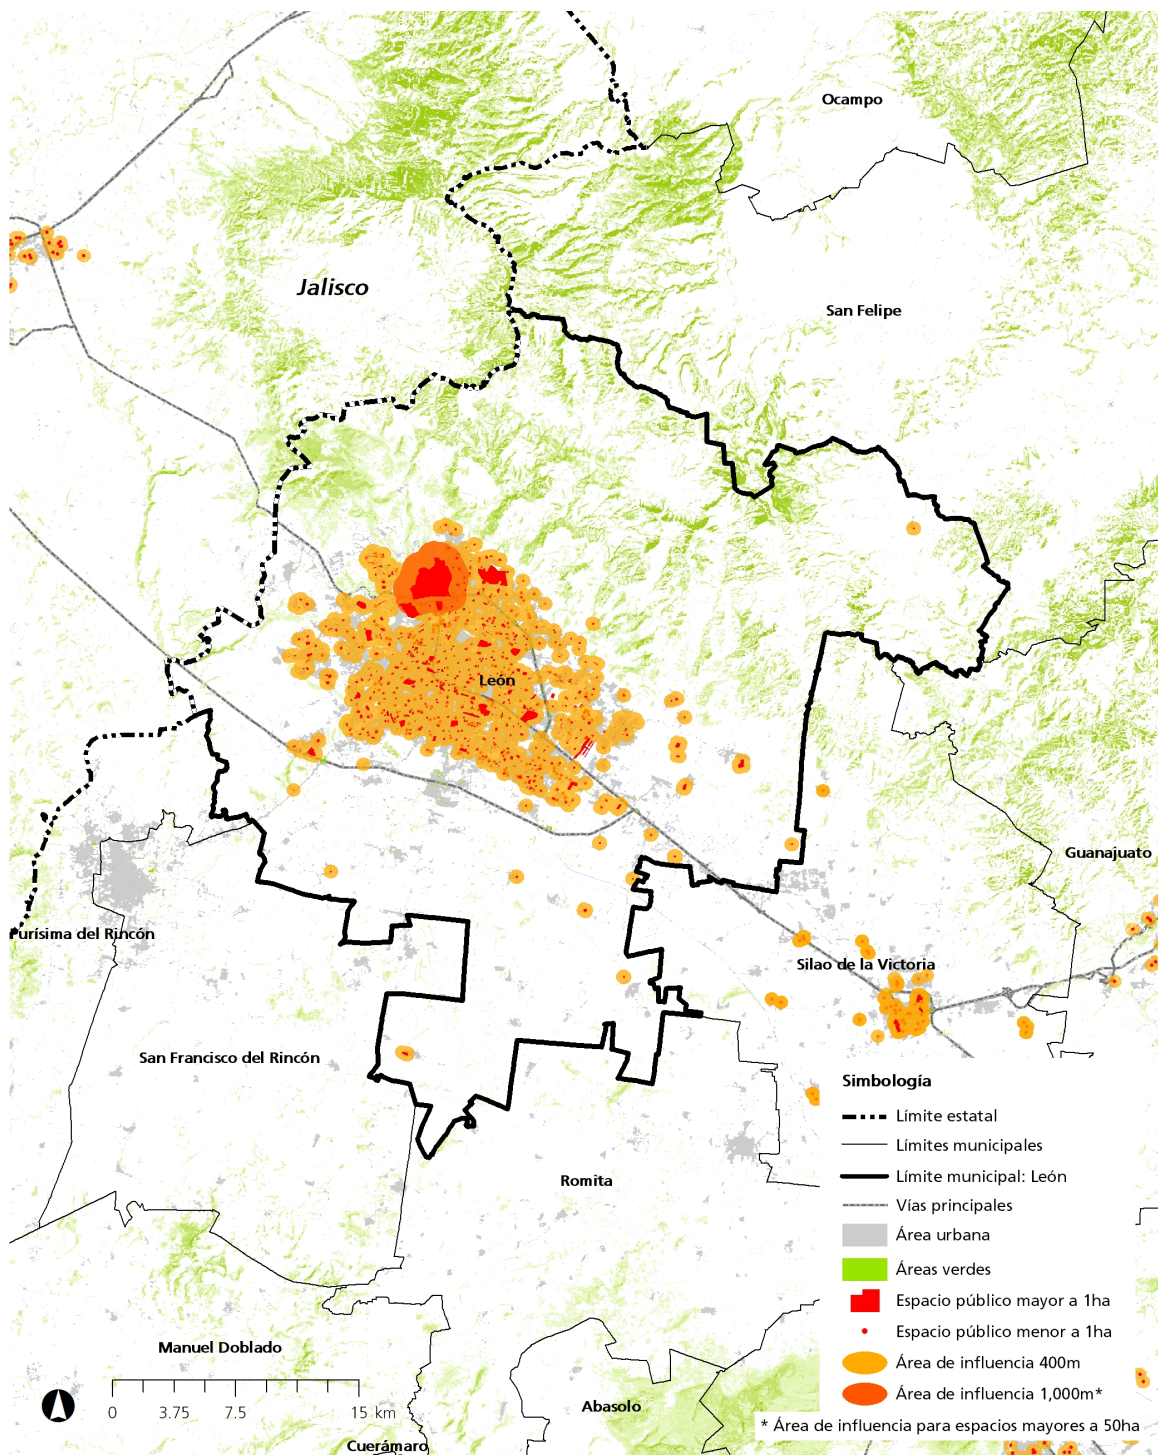 Ocampo
Jalisco
San Felipe
León
Guanajuato
Purísima del Rincón
Silao de la Victoria
San Francisco del Rincón
Romita
Manuel Doblado
Abasolo
Cuerámaro
0 3.75 7.5 15 km
Simbología
Límite estatal
Límites municipales
Límite municipal: León
Vías principales
Área urbana
Áreas verdes
Espacio público mayor a 1ha
Espacio público menor a 1ha
Área de influencia 400m
Área de influencia 1,000m*
* Área de influencia para espacios mayores a 50ha